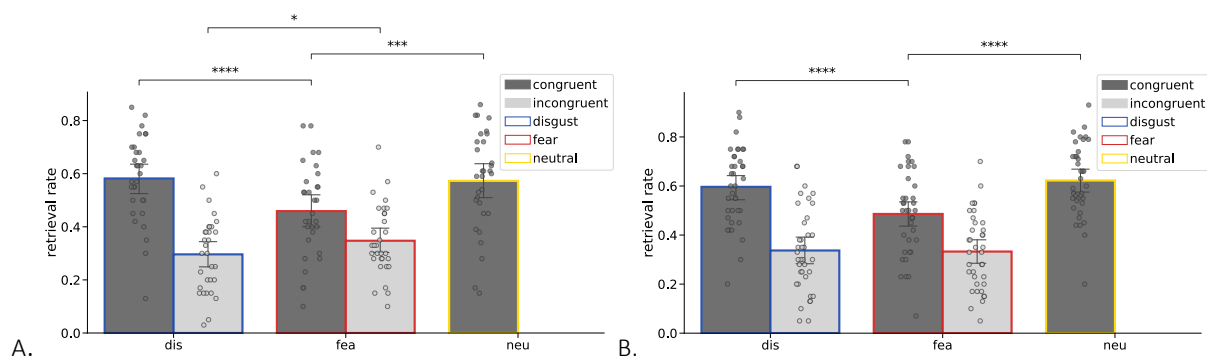 *
***
****
congruent
incongruent
disgust
fear
neutral
0.8
0.6
0.4
0.2
0.0
retrieval rate
dis
fea
neu
A.
****
****
congruent
incongruent
disgust
fear
neutral
0.8
0.6
0.4
0.2
0.0
retrieval rate
dis
fea
neu
B.